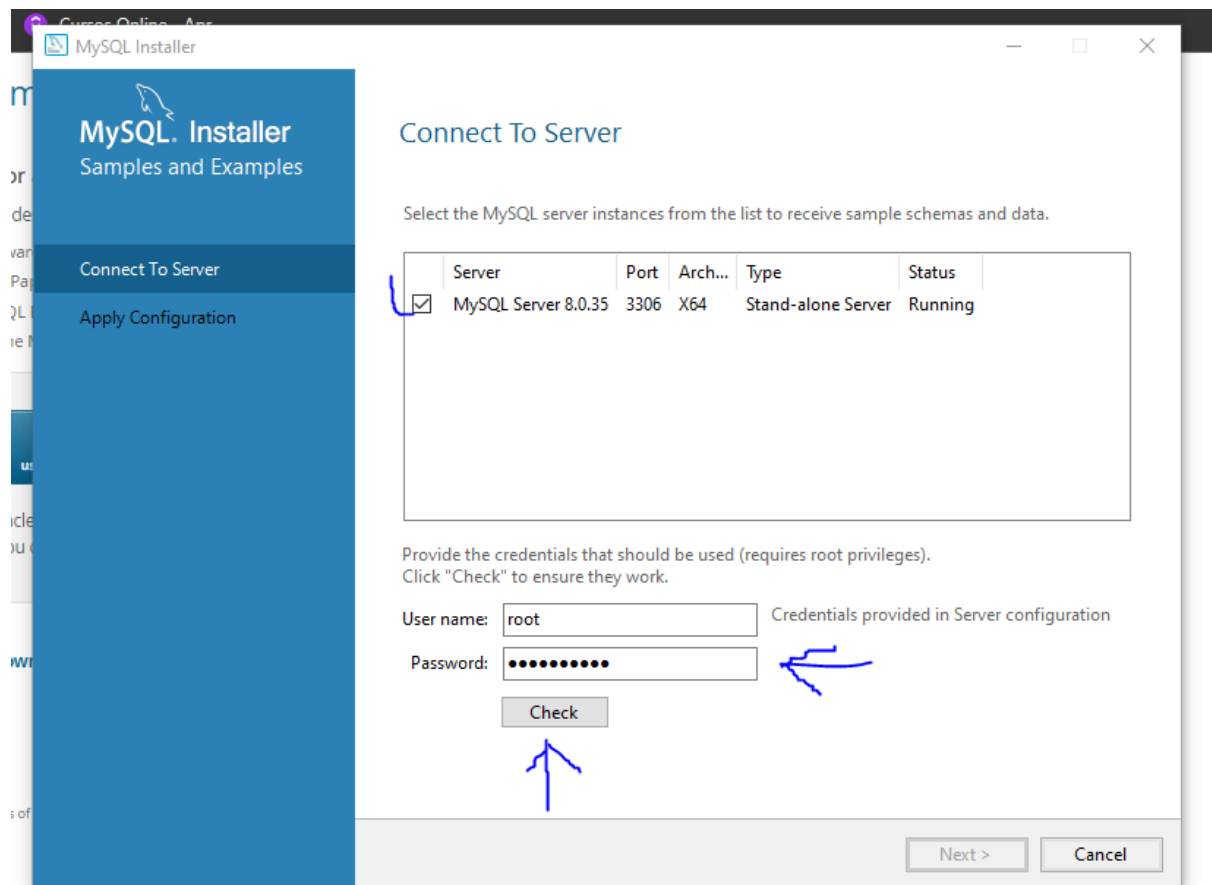 Cursos Online - Apr
MySQL Installer
MySQL. Installer
Samples and Examples
Connect To Server
Apply Configuration
Connect To Server
Select the MySQL server instances from the list to receive sample schemas and data.
Server Port Arch... Type Status
MySQL Server 8.0.35 3306 X64 Stand-alone Server Running
Provide the credentials that should be used (requires root privileges).
Click "Check" to ensure they work.
User name: root Credentials provided in Server configuration
Password: ●●●●●●●●●●
Check
Next > Cancel